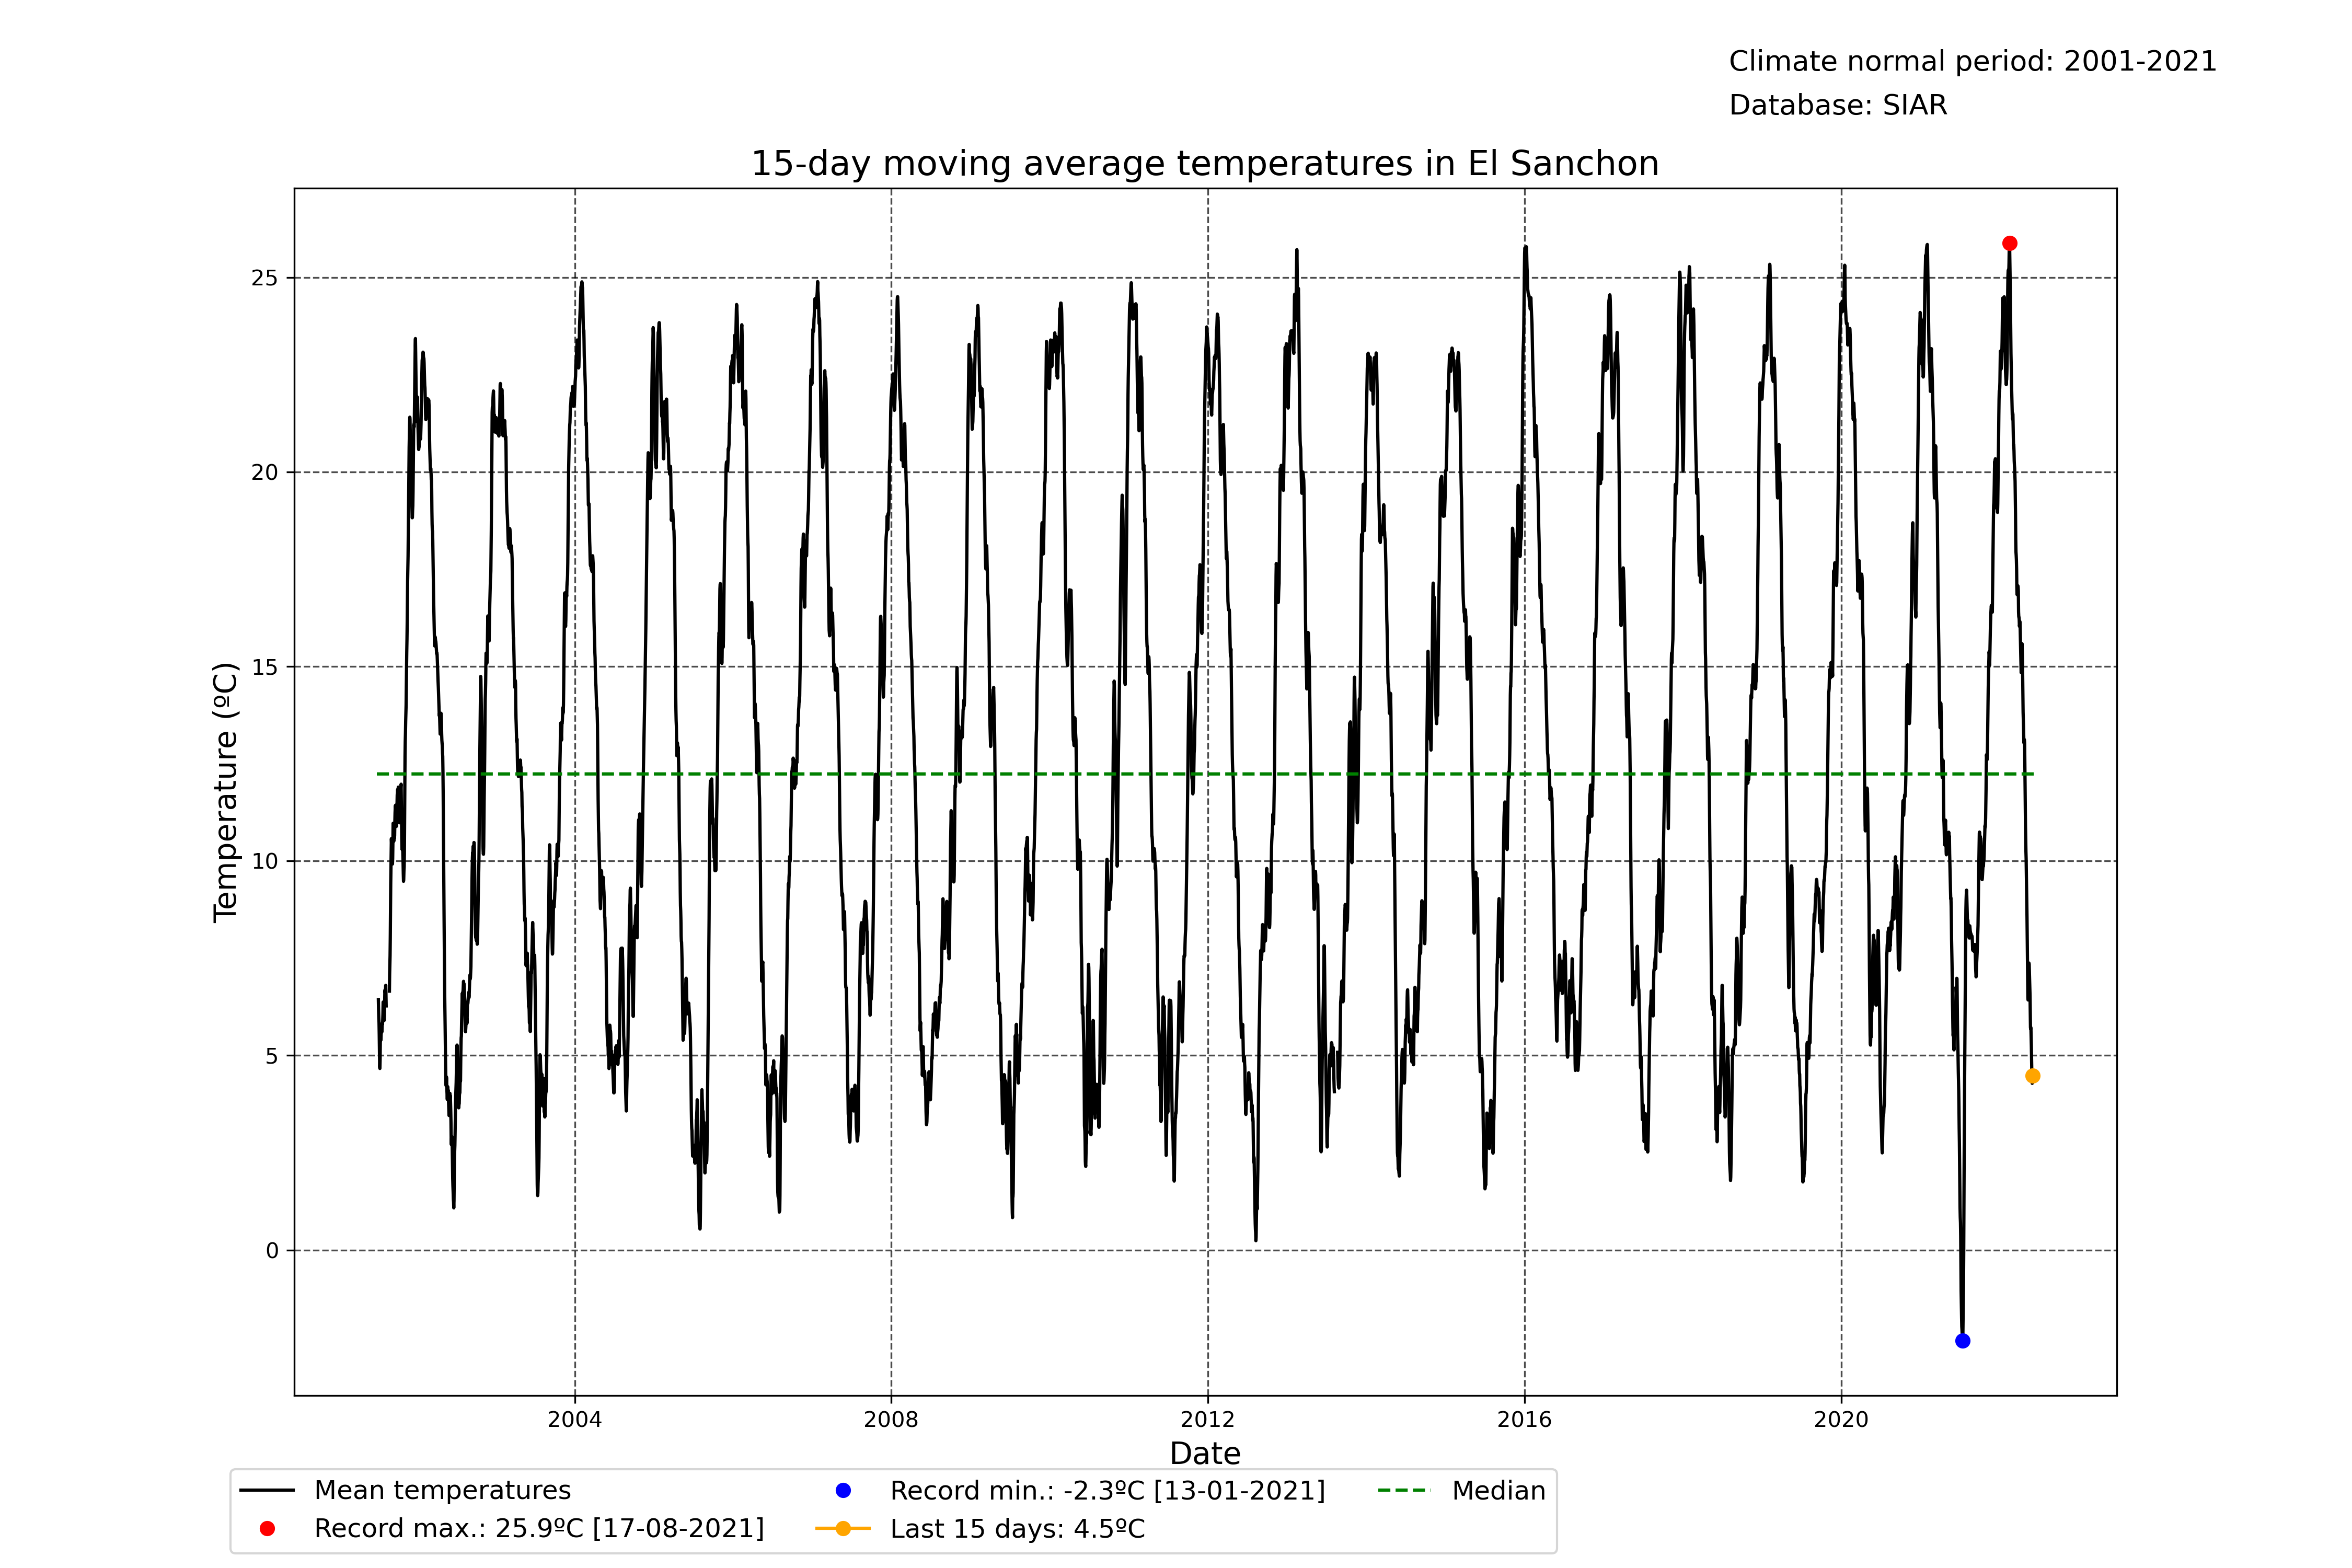 Climate normal period: 2001-2021
Database: SIAR
15-day moving average temperatures in El Sanchon
25
20
15
10
5
0
Temperature (ºC)
2004 2008 2012 2016 2020
Date
Mean temperatures
Record max.: 25.9ºC [17-08-2021]
Record min.: -2.3ºC [13-01-2021]
Last 15 days: 4.5ºC
Median